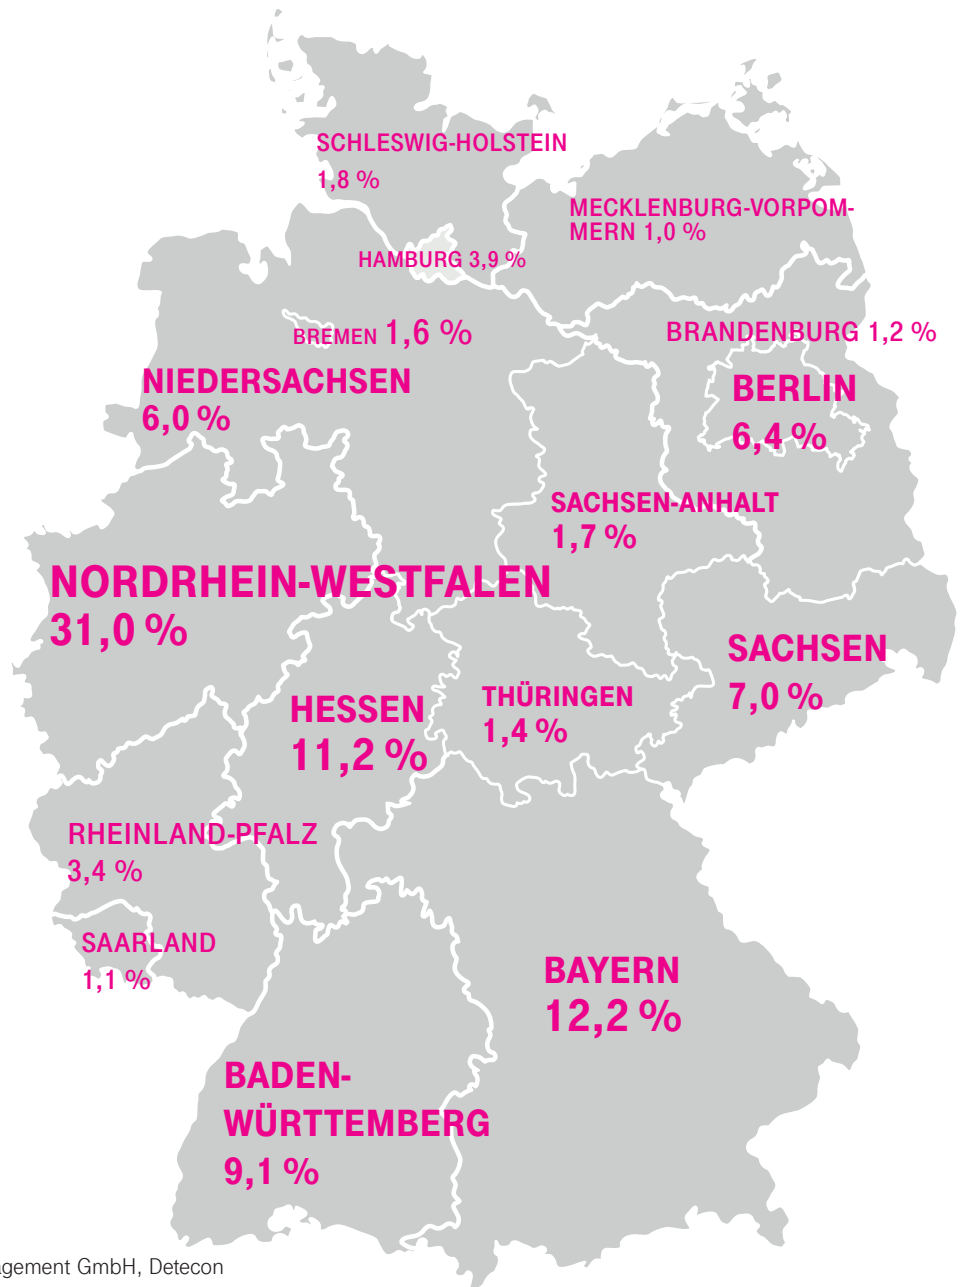 SCHLESWIG-HOLSTEIN
1,8 %
MECKLENBURG-VORPOM-
MERN 1,0 %
HAMBURG 3,9 %
BREMEN 1,6 %
BRANDENBURG 1,2 %
NIEDERSACHSEN
6,0 %
BERLIN
6,4 %
SACHSEN-ANHALT
1,7 %
NORDRHEIN-WESTFALEN
31,0 %
SACHSEN
7,0 %
HESSEN
11,2 %
THÜRINGEN
1,4 %
RHEINLAND-PFALZ
3,4 %
SAARLAND
1,1 %
BAYERN
12,2 %
BADEN-
WÜRTTEMBERG
9,1 %
agement GmbH, Detecon